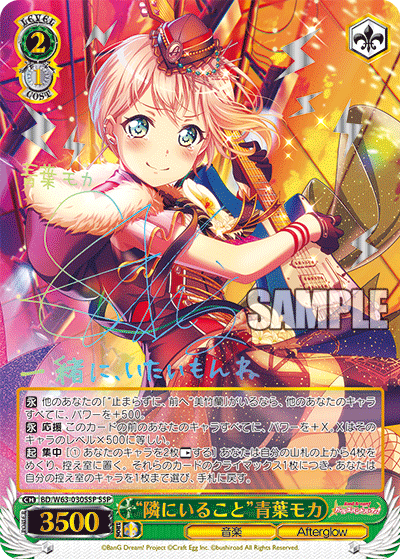 LEVEL
2
1
COST
青葉モカ
SAMPLE
一緒に、いたいもんね
永 他のあなたの「“止まらずに、前へ”美竹蘭」がいるなら、他のあなたのキャラ
すべてに、パワーを+500。
永 応援 このカードの前のあなたのキャラすべてに、パワーを+X。Xはその
キャラのレベル×500に等しい。
起 集中 [① あなたのキャラを2枚レストする] あなたは自分の山札の上から4枚を
めくり、控え室に置く。それらのカードのクライマックス1枚につき、あなたは
自分の控え室のキャラを1枚まで選び、手札に戻す。
CH BD/W63-030SSP SSP
3500
“隣にいること”青葉モカ
音楽
Afterglow
©BanG Dream! Project ©Craft Egg Inc. ©bushiroad All Rights Reserved.